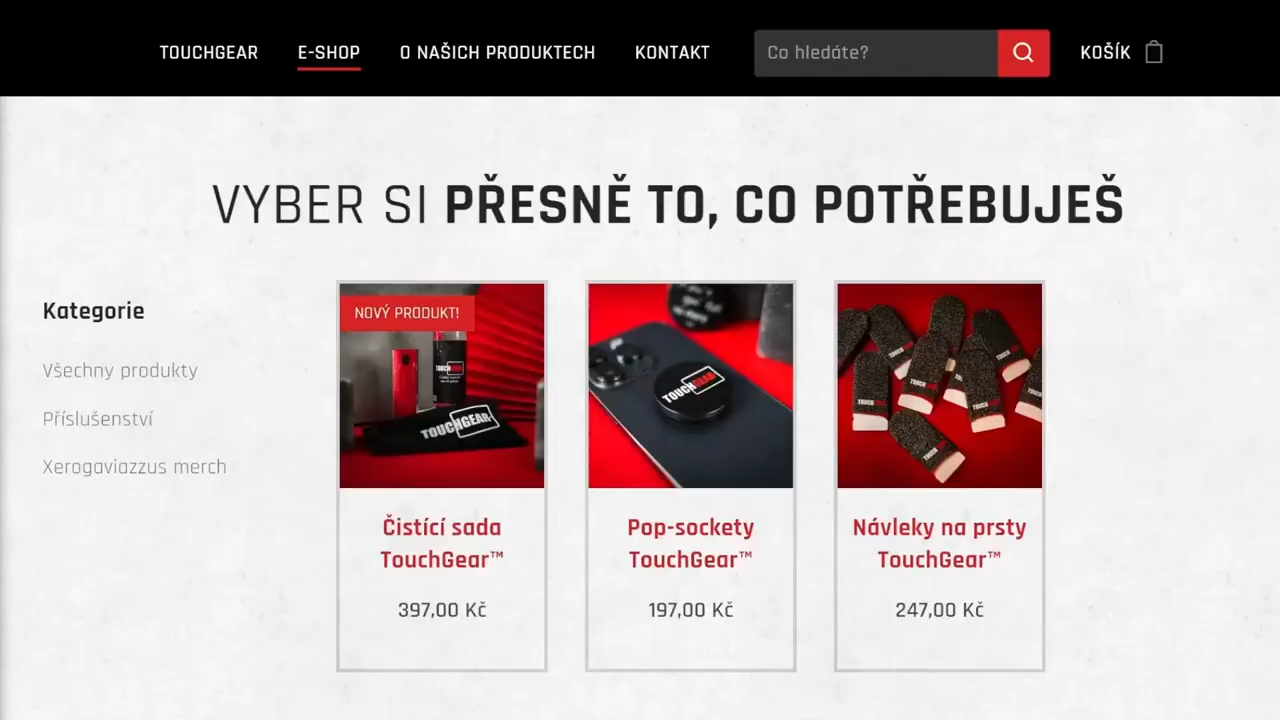 TOUCHGEAR E-SHOP O NAŠICH PRODUKTECH KONTAKT Co hledáte? KOŠÍK
VYBER SI PŘESNĚ TO, CO POTŘEBUJEŠ
Kategorie
Všechny produkty
Příslušenství
Xerogaviazzus merch
NOVÝ PRODUKT!
TOUCHGEAR
TOUCHGEAR
Čistící sada
TouchGear™
397,00 Kč
TOUCHGEAR
Pop-sockety
TouchGear™
197,00 Kč
Návleky na prsty
TouchGear™
247,00 Kč